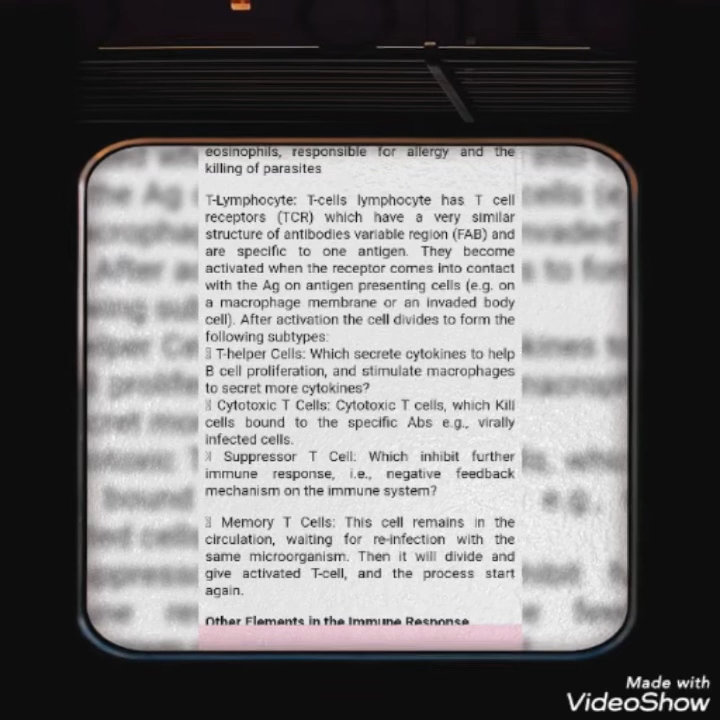 eosinophils, responsible for allergy and the
killing of parasites
T-Lymphocyte: T-cells lymphocyte has T cell
receptors (TCR) which have a very similar
structure of antibodies variable region (FAB) and
are specific to one antigen. They become
activated when the receptor comes into contact
with the Ag on antigen presenting cells (e.g. on
a macrophage membrane or an invaded body
cell). After activation the cell divides to form the
following subtypes:
T-helper Cells: Which secrete cytokines to help
B cell proliferation, and stimulate macrophages
to secret more cytokines?
Cytotoxic T Cells: Cytotoxic T cells, which Kill
cells bound to the specific Abs e.g., virally
infected cells.
Suppressor T Cell: Which inhibit further
immune response, i.e., negative feedback
mechanism on the immune system?
Memory T Cells: This cell remains in the
circulation, waiting for re-infection with the
same microorganism. Then it will divide and
give activated T-cell, and the process start
again.
Other Elements in the Immune Response
Made with
VideoShow